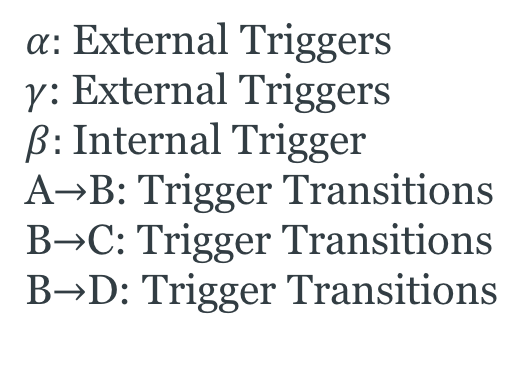 α: External Triggers
γ: External Triggers
β: Internal Trigger
A→B: Trigger Transitions
B→C: Trigger Transitions
B→D: Trigger Transitions